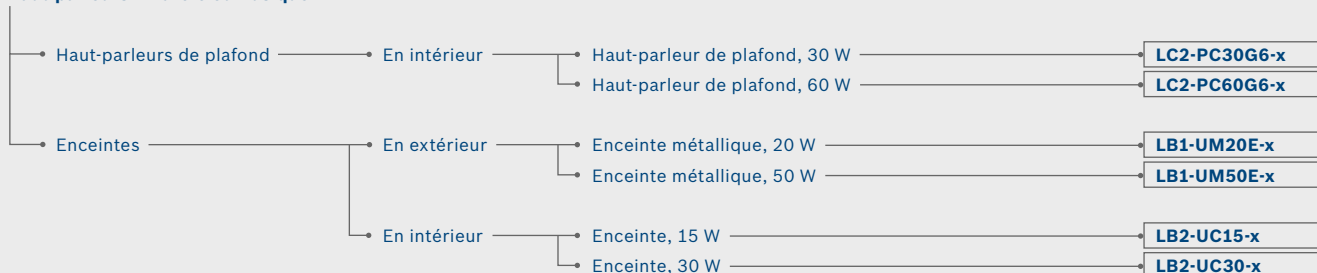 Haut-parleurs de plafond En intérieur Haut-parleur de plafond, 30 W LC2-PC30G6-x
Haut-parleur de plafond, 60 W LC2-PC60G6-x
Enceintes En extérieur Enceinte métallique, 20 W LB1-UM20E-x
Enceinte métallique, 50 W LB1-UM50E-x
En intérieur Enceinte, 15 W LB2-UC15-x
Enceinte, 30 W LB2-UC30-x